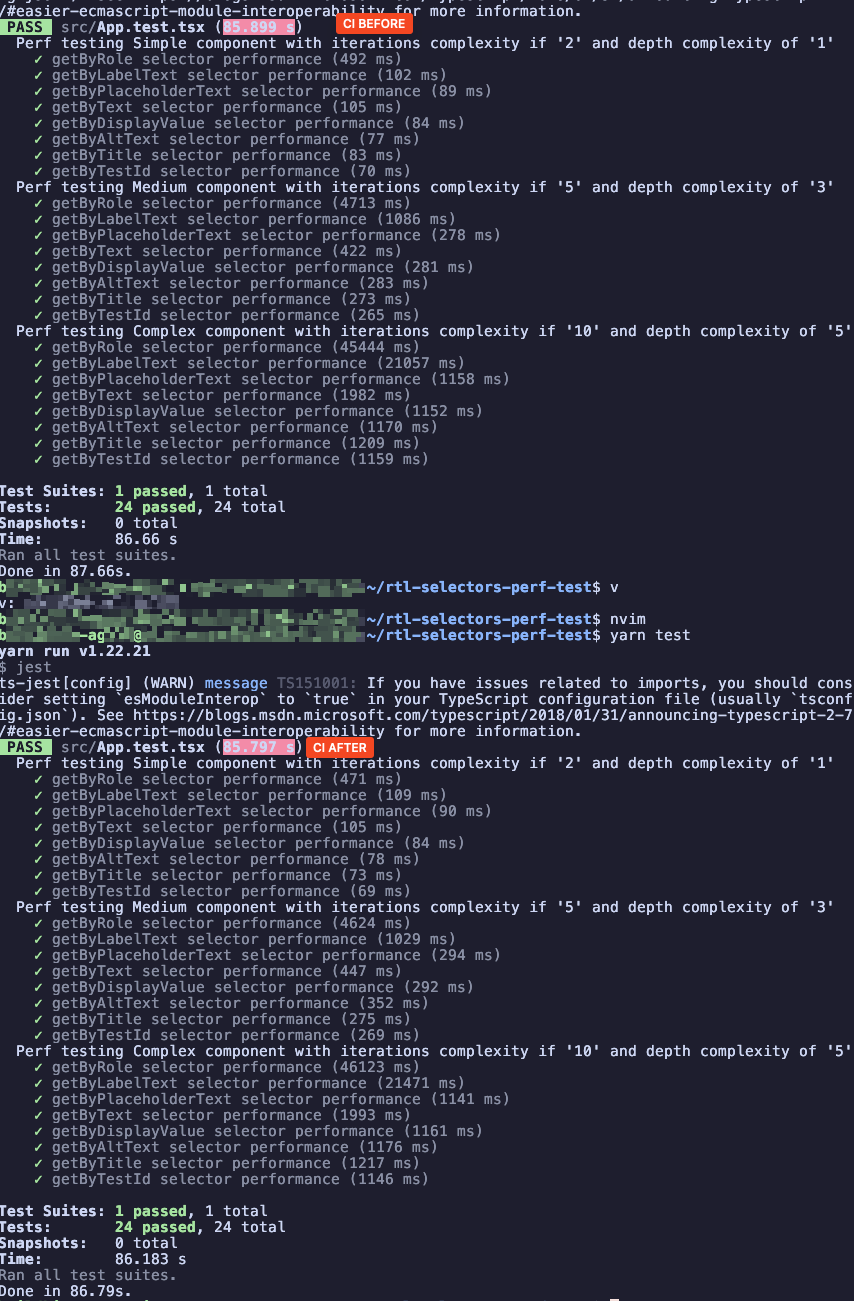 /#easier-ecmascript-module-interoperability for more information.
PASS src/App.test.tsx (85.899 s) CI BEFORE
Perf testing Simple component with iterations complexity if '2' and depth complexity of '1'
✓ getByRole selector performance (492 ms)
✓ getByLabelText selector performance (102 ms)
✓ getByPlaceholderText selector performance (89 ms)
✓ getByText selector performance (105 ms)
✓ getByDisplayValue selector performance (84 ms)
✓ getByAltText selector performance (77 ms)
✓ getByTitle selector performance (83 ms)
✓ getByTestId selector performance (70 ms)
Perf testing Medium component with iterations complexity if '5' and depth complexity of '3'
✓ getByRole selector performance (4713 ms)
✓ getByLabelText selector performance (1086 ms)
✓ getByPlaceholderText selector performance (278 ms)
✓ getByText selector performance (422 ms)
✓ getByDisplayValue selector performance (281 ms)
✓ getByAltText selector performance (283 ms)
✓ getByTitle selector performance (273 ms)
✓ getByTestId selector performance (265 ms)
Perf testing Complex component with iterations complexity if '10' and depth complexity of '5'
✓ getByRole selector performance (45444 ms)
✓ getByLabelText selector performance (21057 ms)
✓ getByPlaceholderText selector performance (1158 ms)
✓ getByText selector performance (1982 ms)
✓ getByDisplayValue selector performance (1152 ms)
✓ getByAltText selector performance (1170 ms)
✓ getByTitle selector performance (1209 ms)
✓ getByTestId selector performance (1159 ms)
Test Suites: 1 passed, 1 total
Tests: 24 passed, 24 total
Snapshots: 0 total
Time: 86.66 s
Ran all test suites.
Done in 87.66s.
~/rtl-selectors-perf-test$ v
v:
~/rtl-selectors-perf-test$ nvim
~/rtl-selectors-perf-test$ yarn test
yarn run v1.22.21
$ jest
ts-jest[config] (WARN) message TS151001: If you have issues related to imports, you should cons
ider setting `esModuleInterop` to `true` in your TypeScript configuration file (usually `tsconf
ig.json`). See https://blogs.msdn.microsoft.com/typescript/2018/01/31/announcing-typescript-2-7
/#easier-ecmascript-module-interoperability for more information.
PASS src/App.test.tsx (85.797 s) CI AFTER
Perf testing Simple component with iterations complexity if '2' and depth complexity of '1'
✓ getByRole selector performance (471 ms)
✓ getByLabelText selector performance (109 ms)
✓ getByPlaceholderText selector performance (90 ms)
✓ getByText selector performance (105 ms)
✓ getByDisplayValue selector performance (84 ms)
✓ getByAltText selector performance (78 ms)
✓ getByTitle selector performance (73 ms)
✓ getByTestId selector performance (69 ms)
Perf testing Medium component with iterations complexity if '5' and depth complexity of '3'
✓ getByRole selector performance (4624 ms)
✓ getByLabelText selector performance (1029 ms)
✓ getByPlaceholderText selector performance (294 ms)
✓ getByText selector performance (447 ms)
✓ getByDisplayValue selector performance (292 ms)
✓ getByAltText selector performance (352 ms)
✓ getByTitle selector performance (275 ms)
✓ getByTestId selector performance (269 ms)
Perf testing Complex component with iterations complexity if '10' and depth complexity of '5'
✓ getByRole selector performance (46123 ms)
✓ getByLabelText selector performance (21471 ms)
✓ getByPlaceholderText selector performance (1141 ms)
✓ getByText selector performance (1993 ms)
✓ getByDisplayValue selector performance (1161 ms)
✓ getByAltText selector performance (1176 ms)
✓ getByTitle selector performance (1217 ms)
✓ getByTestId selector performance (1146 ms)
Test Suites: 1 passed, 1 total
Tests: 24 passed, 24 total
Snapshots: 0 total
Time: 86.183 s
Ran all test suites.
Done in 86.79s.